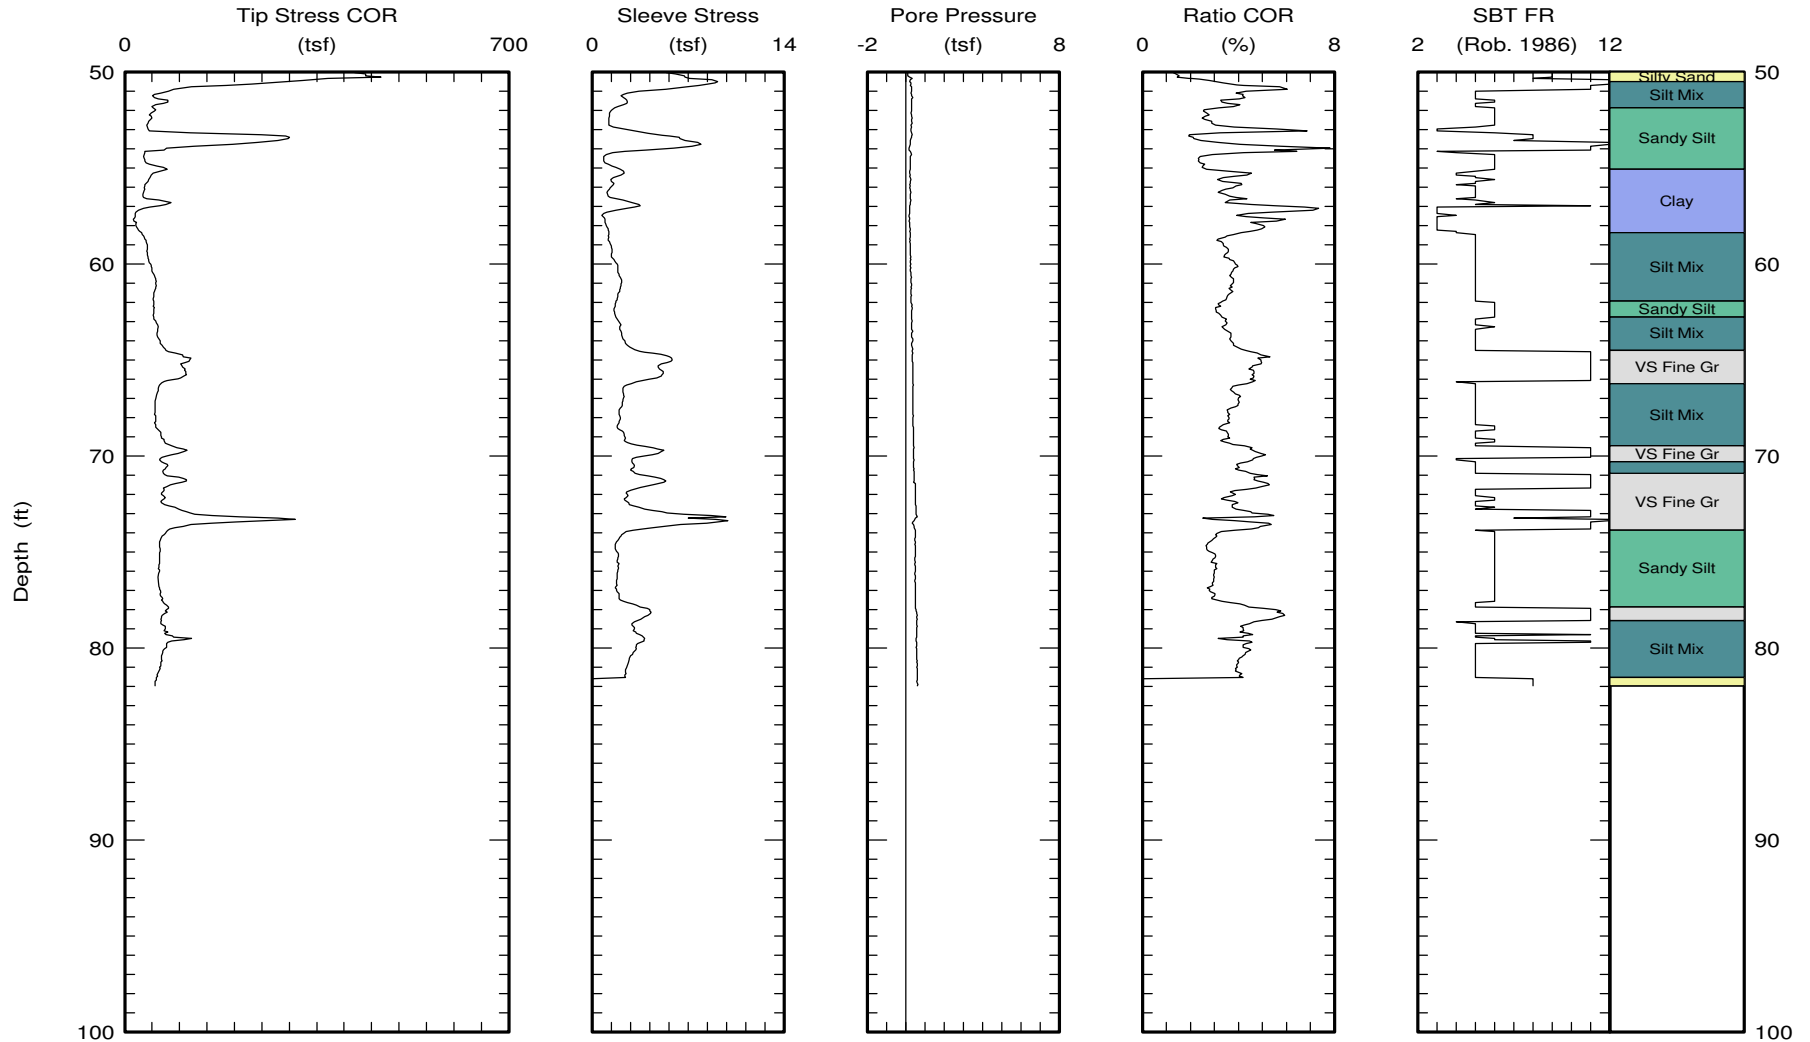 Tip Stress COR Sleeve Stress Pore Pressure Ratio COR SBT FR
0 (tsf) 700 0 (tsf) 14 -2 (tsf) 8 0 (%) 8 2 (Rob. 1986) 12
50 Silty Sand 50
Silt Mix
Sandy Silt
Clay
60 Silt Mix 60
Sandy Silt
Silt Mix
VS Fine Gr
Silt Mix
70 VS Fine Gr 70
VS Fine Gr
Depth (ft)
Sandy Silt
80 Silt Mix 80
90 90
100 100